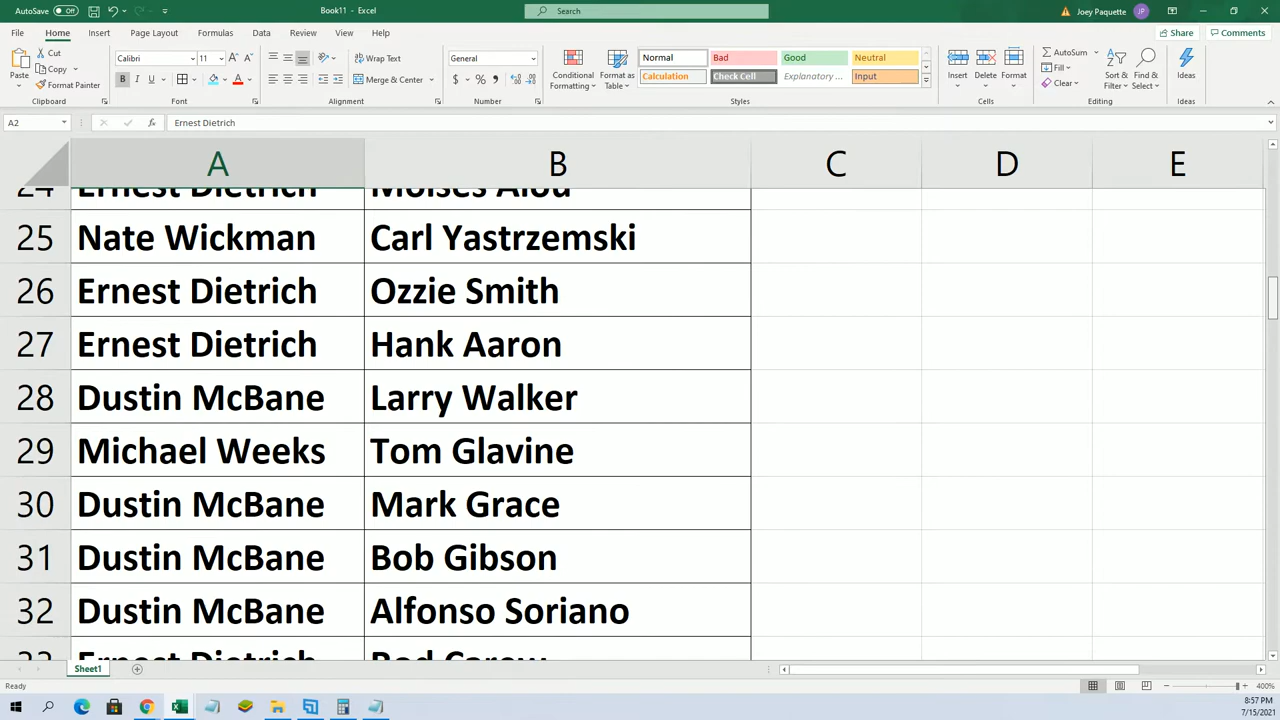 AutoSave Off
Book11 - Excel
Search
Joey Paquette
JP
File Home Insert Page Layout Formulas Data Review View Help
Share Comments
Paste
Cut
Copy
Format Painter
Clipboard
Calibri 11
B I U
Font
Wrap Text
Merge & Center
Alignment
General
$ % ,
Number
Conditional Formatting
Format as Table
Normal Bad Good Neutral
Calculation Check Cell Explanatory ... Input
Styles
Insert Delete Format
Cells
AutoSum
Fill
Clear
Sort & Filter
Find & Select
Editing
Ideas
Ideas
A2
fx
Ernest Dietrich
A B C D E
24 Ernest Dietrich Moises Alou
25 Nate Wickman Carl Yastrzemski
26 Ernest Dietrich Ozzie Smith
27 Ernest Dietrich Hank Aaron
28 Dustin McBane Larry Walker
29 Michael Weeks Tom Glavine
30 Dustin McBane Mark Grace
31 Dustin McBane Bob Gibson
32 Dustin McBane Alfonso Soriano
33 Ernest Dietrich Rod Carew
Sheet1
Ready
400%
8:57 PM
7/15/2021